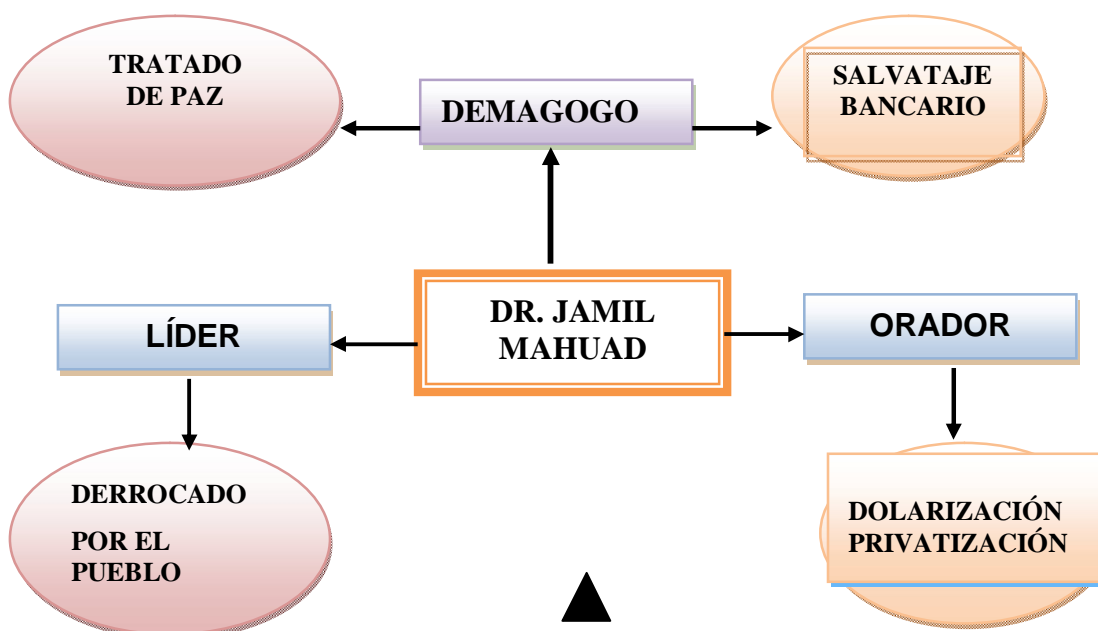 TRATADO
DE PAZ
DEMAGOGO
SALVATAJE
BANCARIO
LÍDER
DR. JAMIL
MAHUAD
ORADOR
DERROCADO
POR EL
PUEBLO
DOLARIZACIÓN
PRIVATIZACIÓN